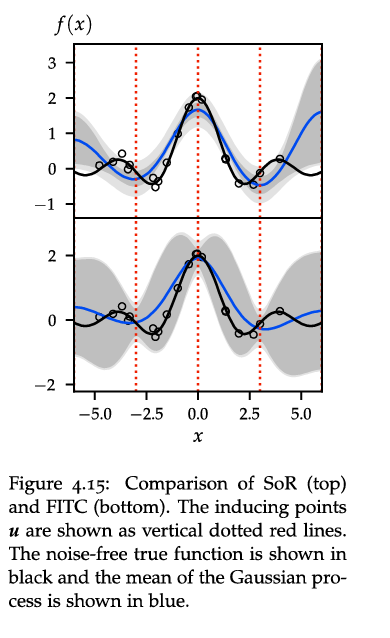 f(x)
3
2
1
0
−1
2
0
−2
−5.0 −2.5 0.0 2.5 5.0
x
Figure 4.15: Comparison of SoR (top)
and FITC (bottom). The inducing points
u are shown as vertical dotted red lines.
The noise-free true function is shown in
black and the mean of the Gaussian pro-
cess is shown in blue.